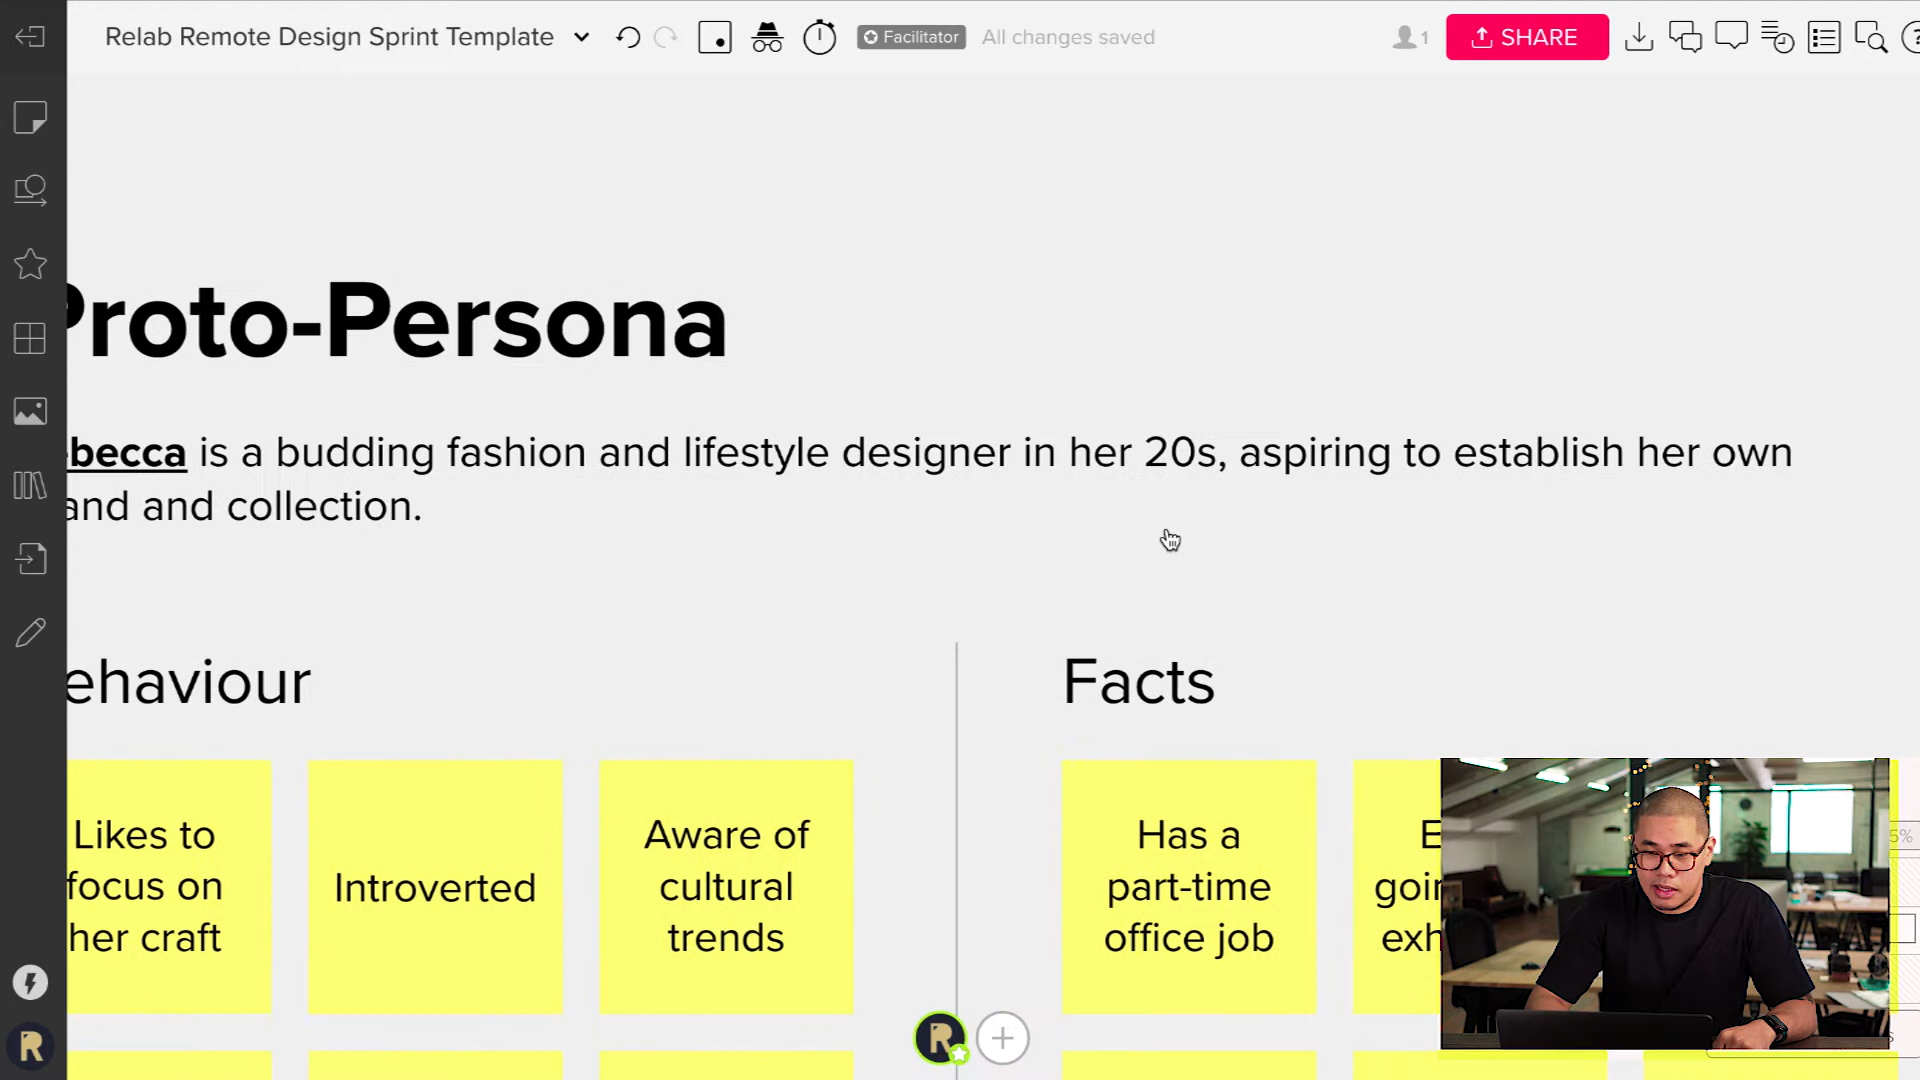 Relab Remote Design Sprint Template
Facilitator
All changes saved
1
SHARE
Proto-Persona
becca is a budding fashion and lifestyle designer in her 20s, aspiring to establish her own
and and collection.
ehaviour
Facts
Likes to
focus on
her craft
Introverted
Aware of
cultural
trends
Has a
part-time
office job
R
R
5%